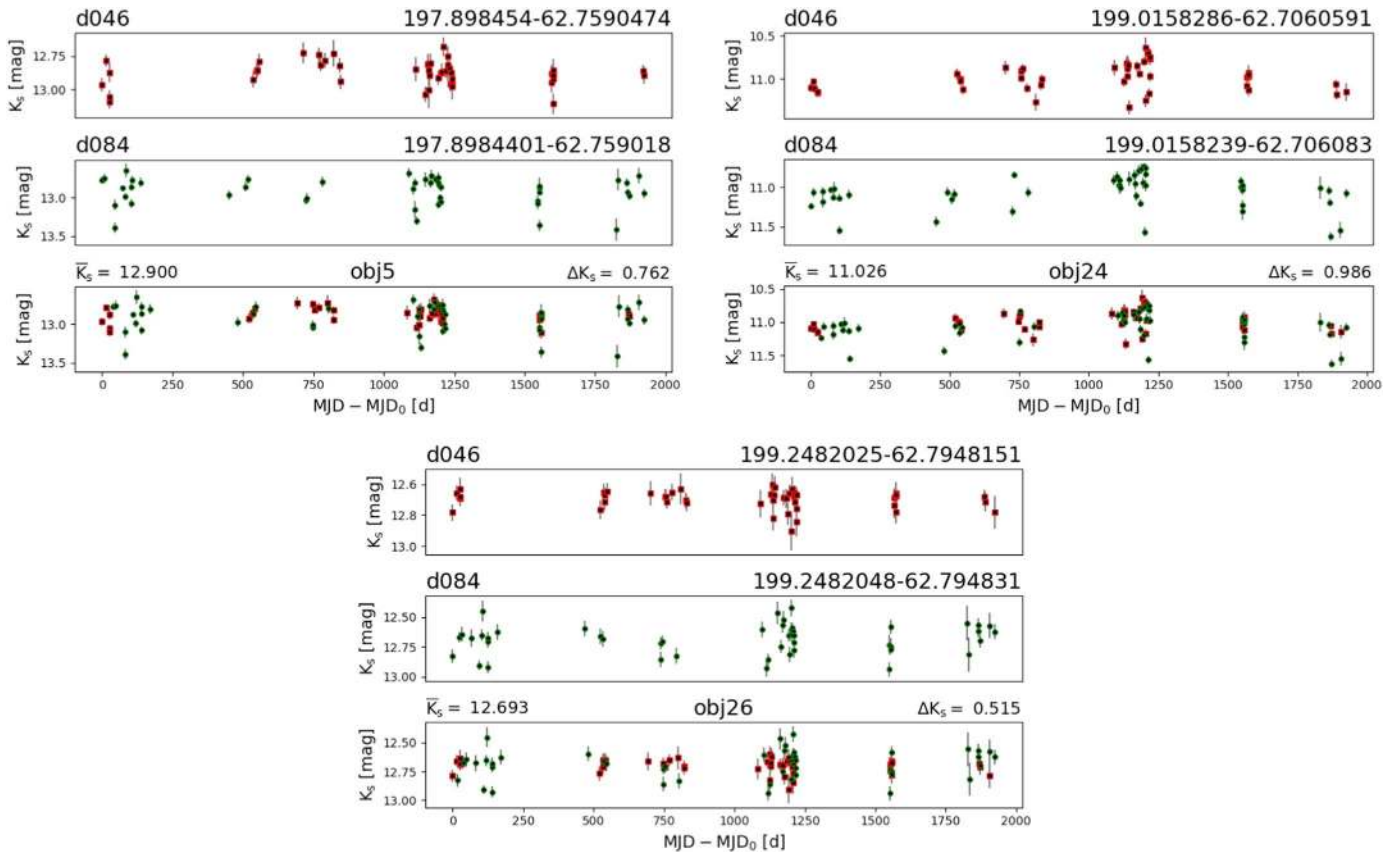 d046 197.898454-62.7590474
12.75
13.00
Ks [mag]
d084 197.8984401-62.759018
13.0
13.5
Ks [mag]
K̅s = 12.900 obj5 ΔKs = 0.762
13.0
13.5
Ks [mag]
0 250 500 750 1000 1250 1500 1750 2000
MJD − MJD₀ [d]
d046 199.0158286-62.7060591
10.5
11.0
Ks [mag]
d084 199.0158239-62.706083
11.0
11.5
Ks [mag]
K̅s = 11.026 obj24 ΔKs = 0.986
10.5
11.0
11.5
Ks [mag]
0 250 500 750 1000 1250 1500 1750 2000
MJD − MJD₀ [d]
d046 199.2482025-62.7948151
12.6
12.8
13.0
Ks [mag]
d084 199.2482048-62.794831
12.50
12.75
13.00
Ks [mag]
K̅s = 12.693 obj26 ΔKs = 0.515
12.50
12.75
13.00
Ks [mag]
0 250 500 750 1000 1250 1500 1750 2000
MJD − MJD₀ [d]